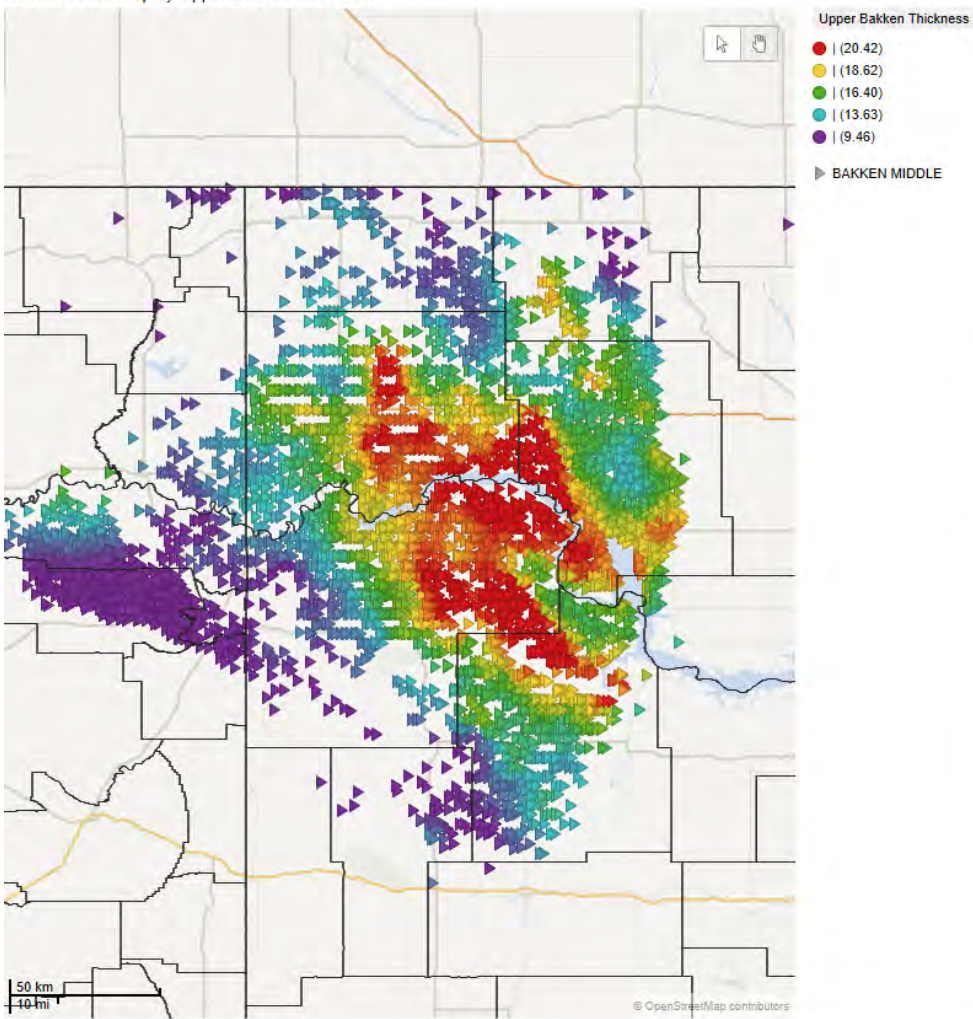 Upper Bakken Thickness
| (20.42)
| (18.62)
| (16.40)
| (13.63)
| (9.46)
BAKKEN MIDDLE
50 km
10 mi
© OpenStreetMap contributors